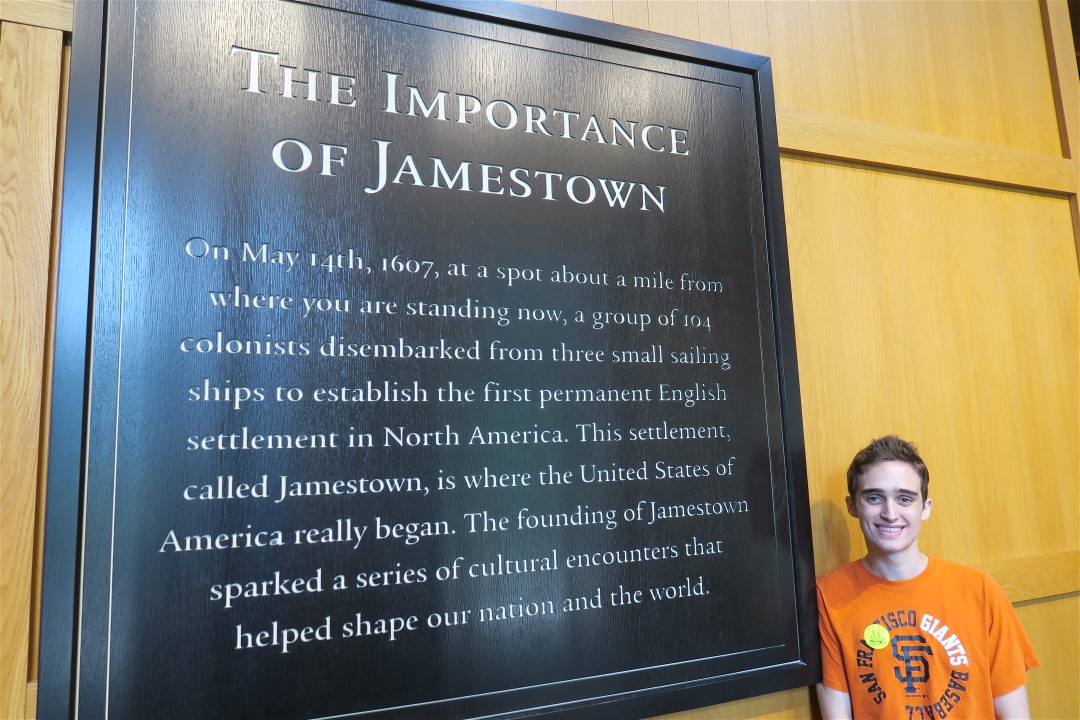 THE IMPORTANCE
OF JAMESTOWN
On May 14th, 1607, at a spot about a mile from
where you are standing now, a group of 104
colonists disembarked from three small sailing
ships to establish the first permanent English
settlement in North America. This settlement,
called Jamestown, is where the United States of
America really began. The founding of Jamestown
sparked a series of cultural encounters that
helped shape our nation and the world.
SAN FRANCISCO GIANTS BASEBALL
SF